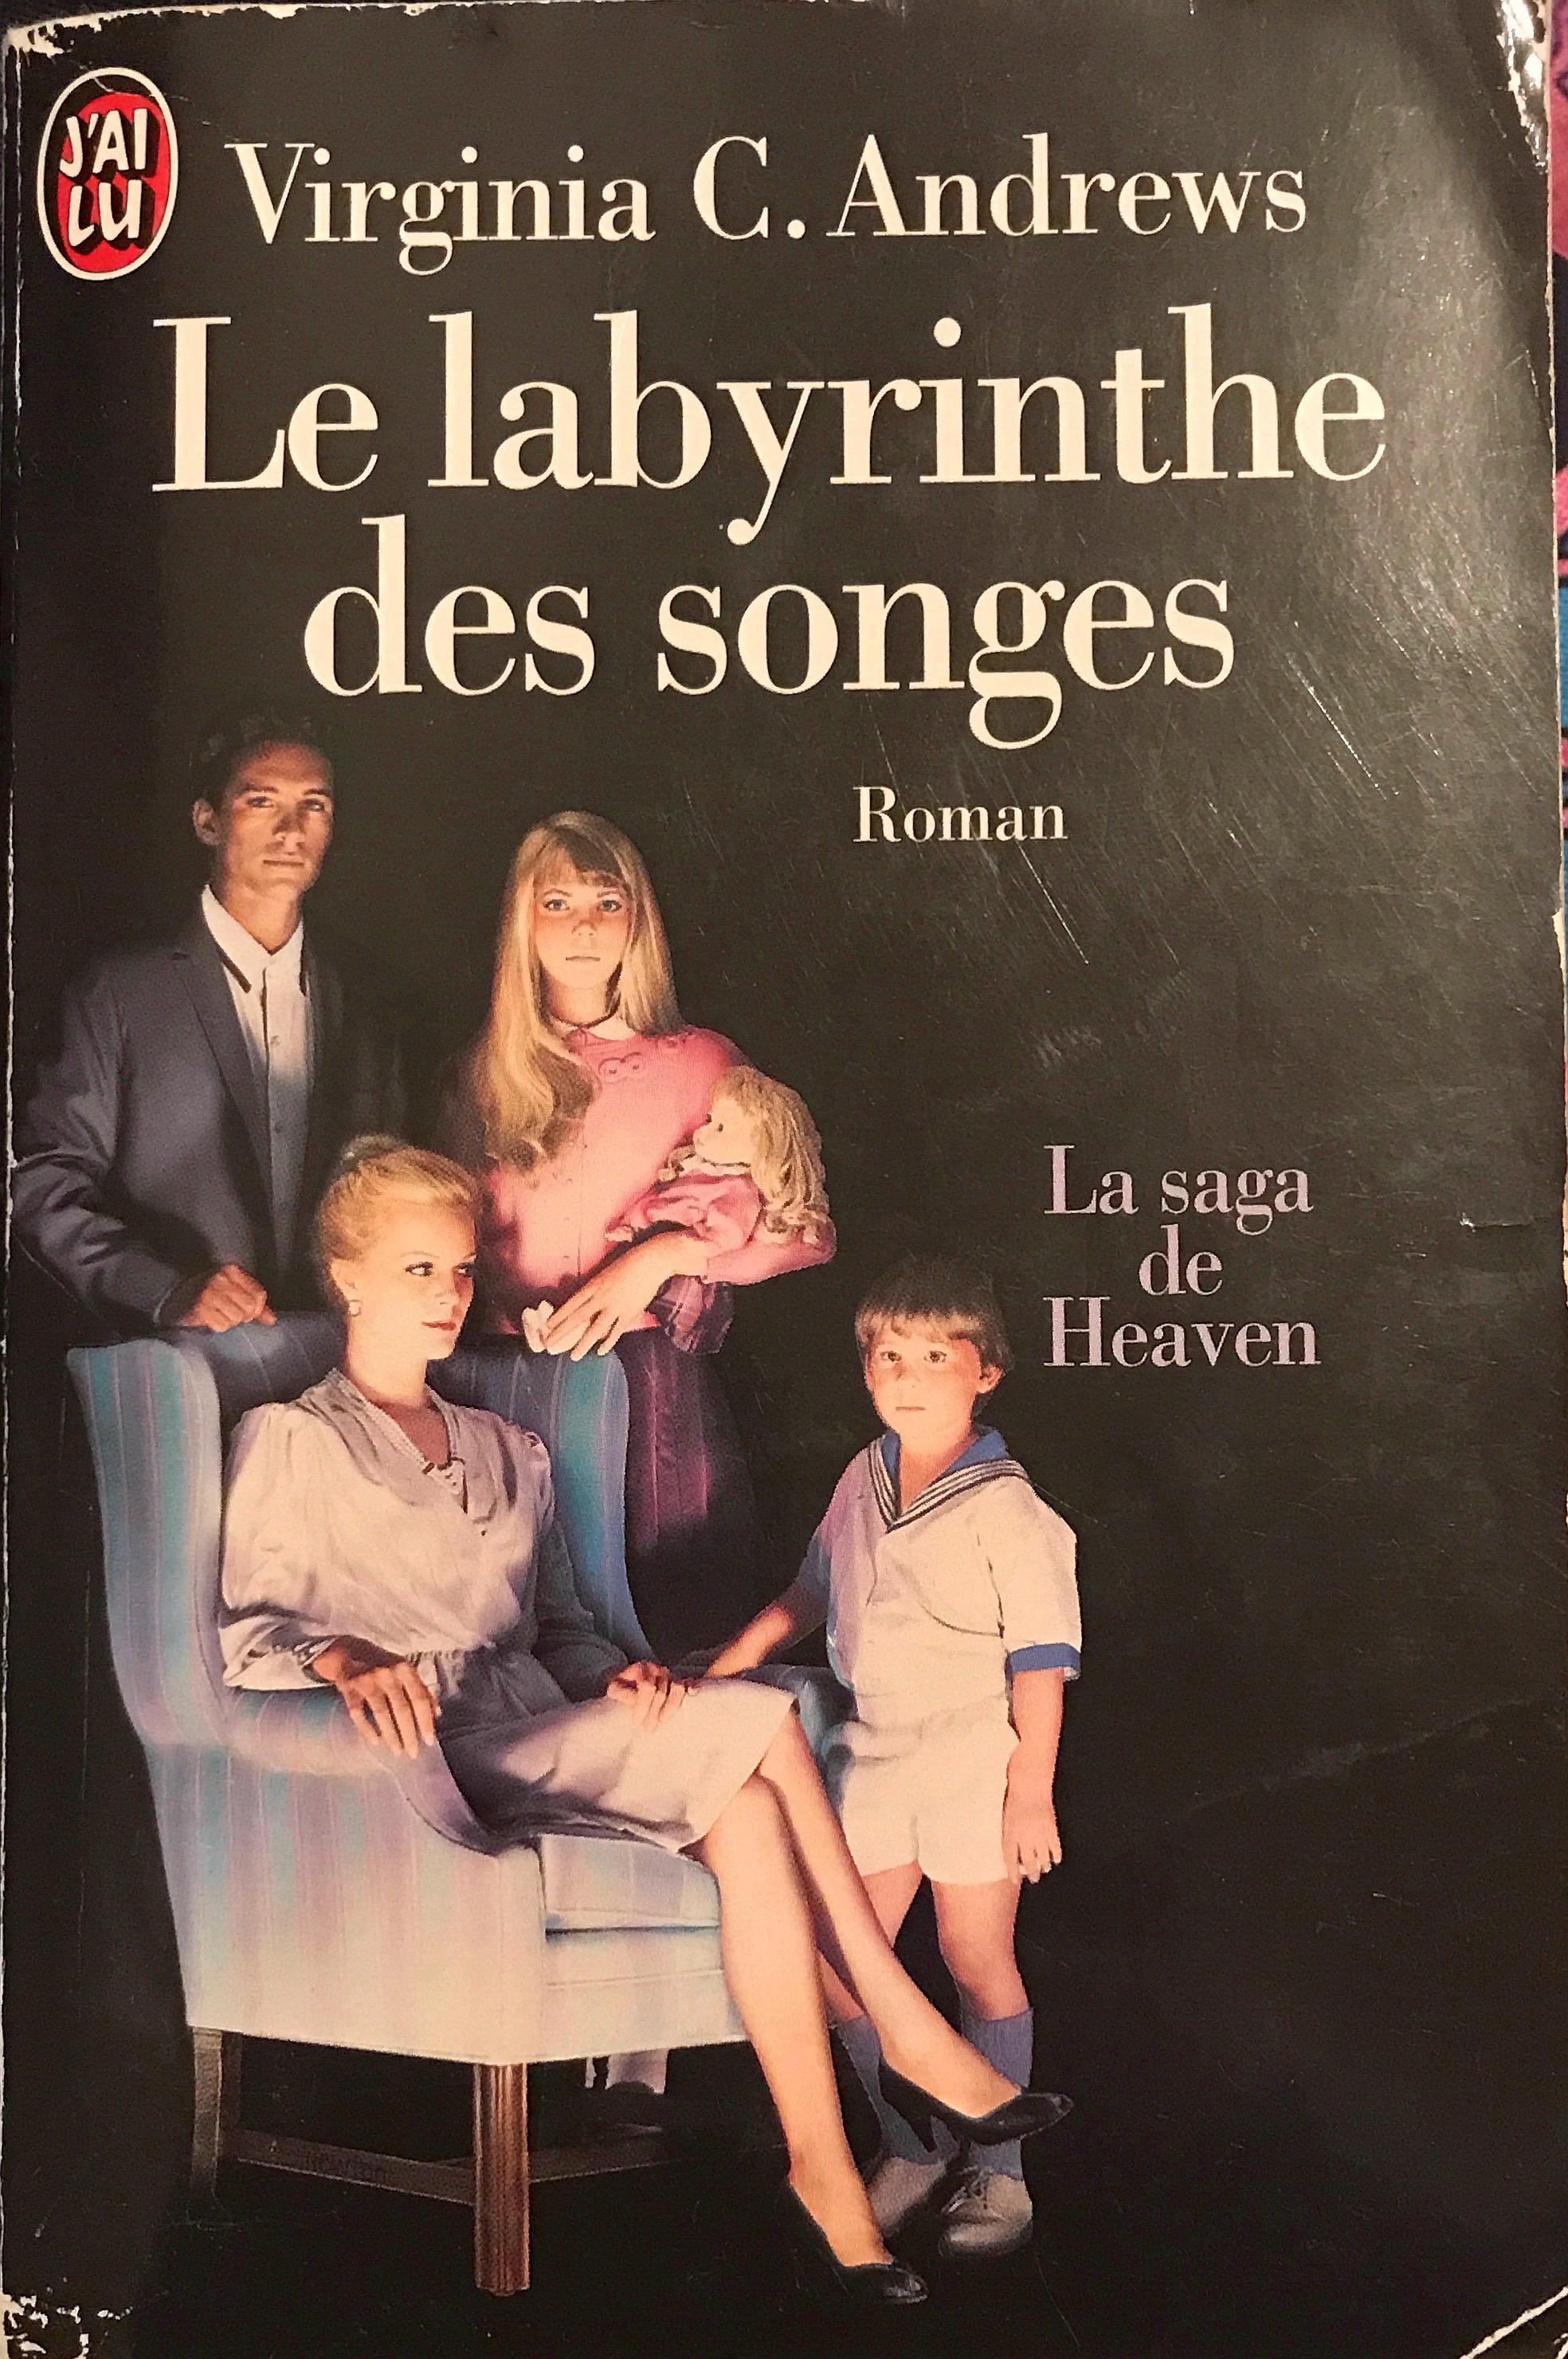 J'AI
LU
Virginia C. Andrews
Le labyrinthe
des songes
Roman
La saga
de
Heaven